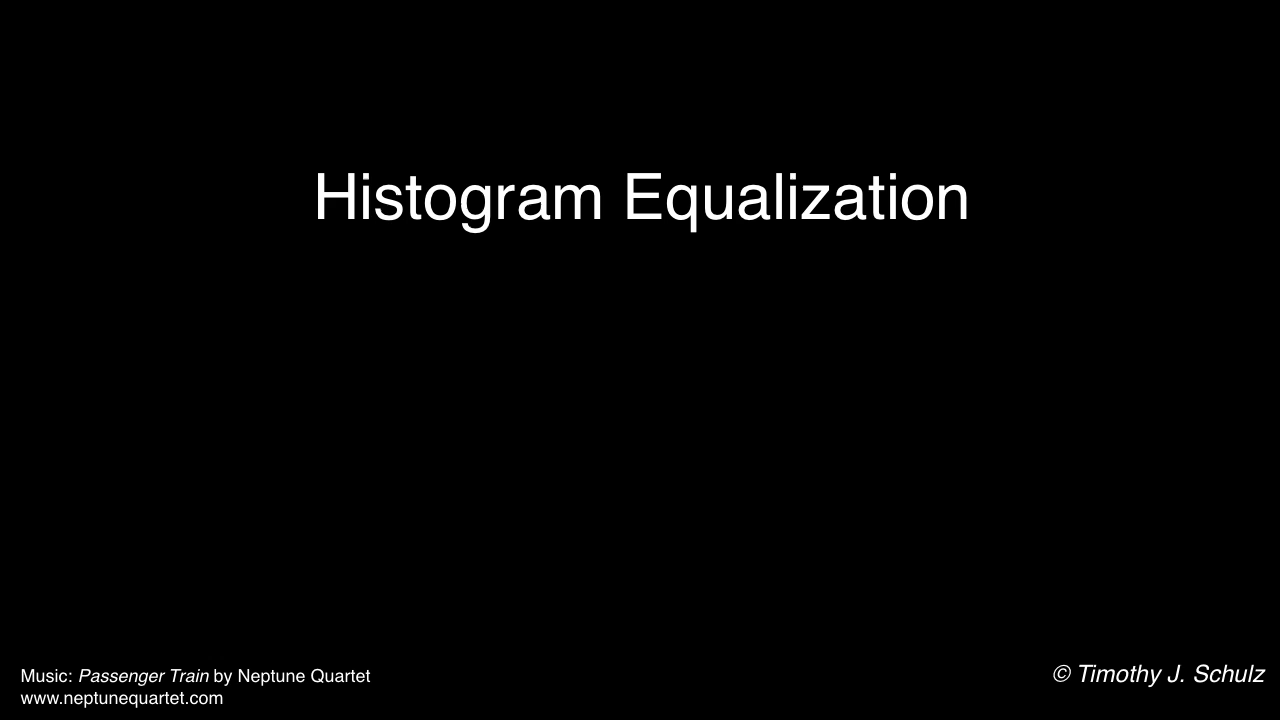 Histogram Equalization
Music: Passenger Train by Neptune Quartet
www.neptunequartet.com
© Timothy J. Schulz